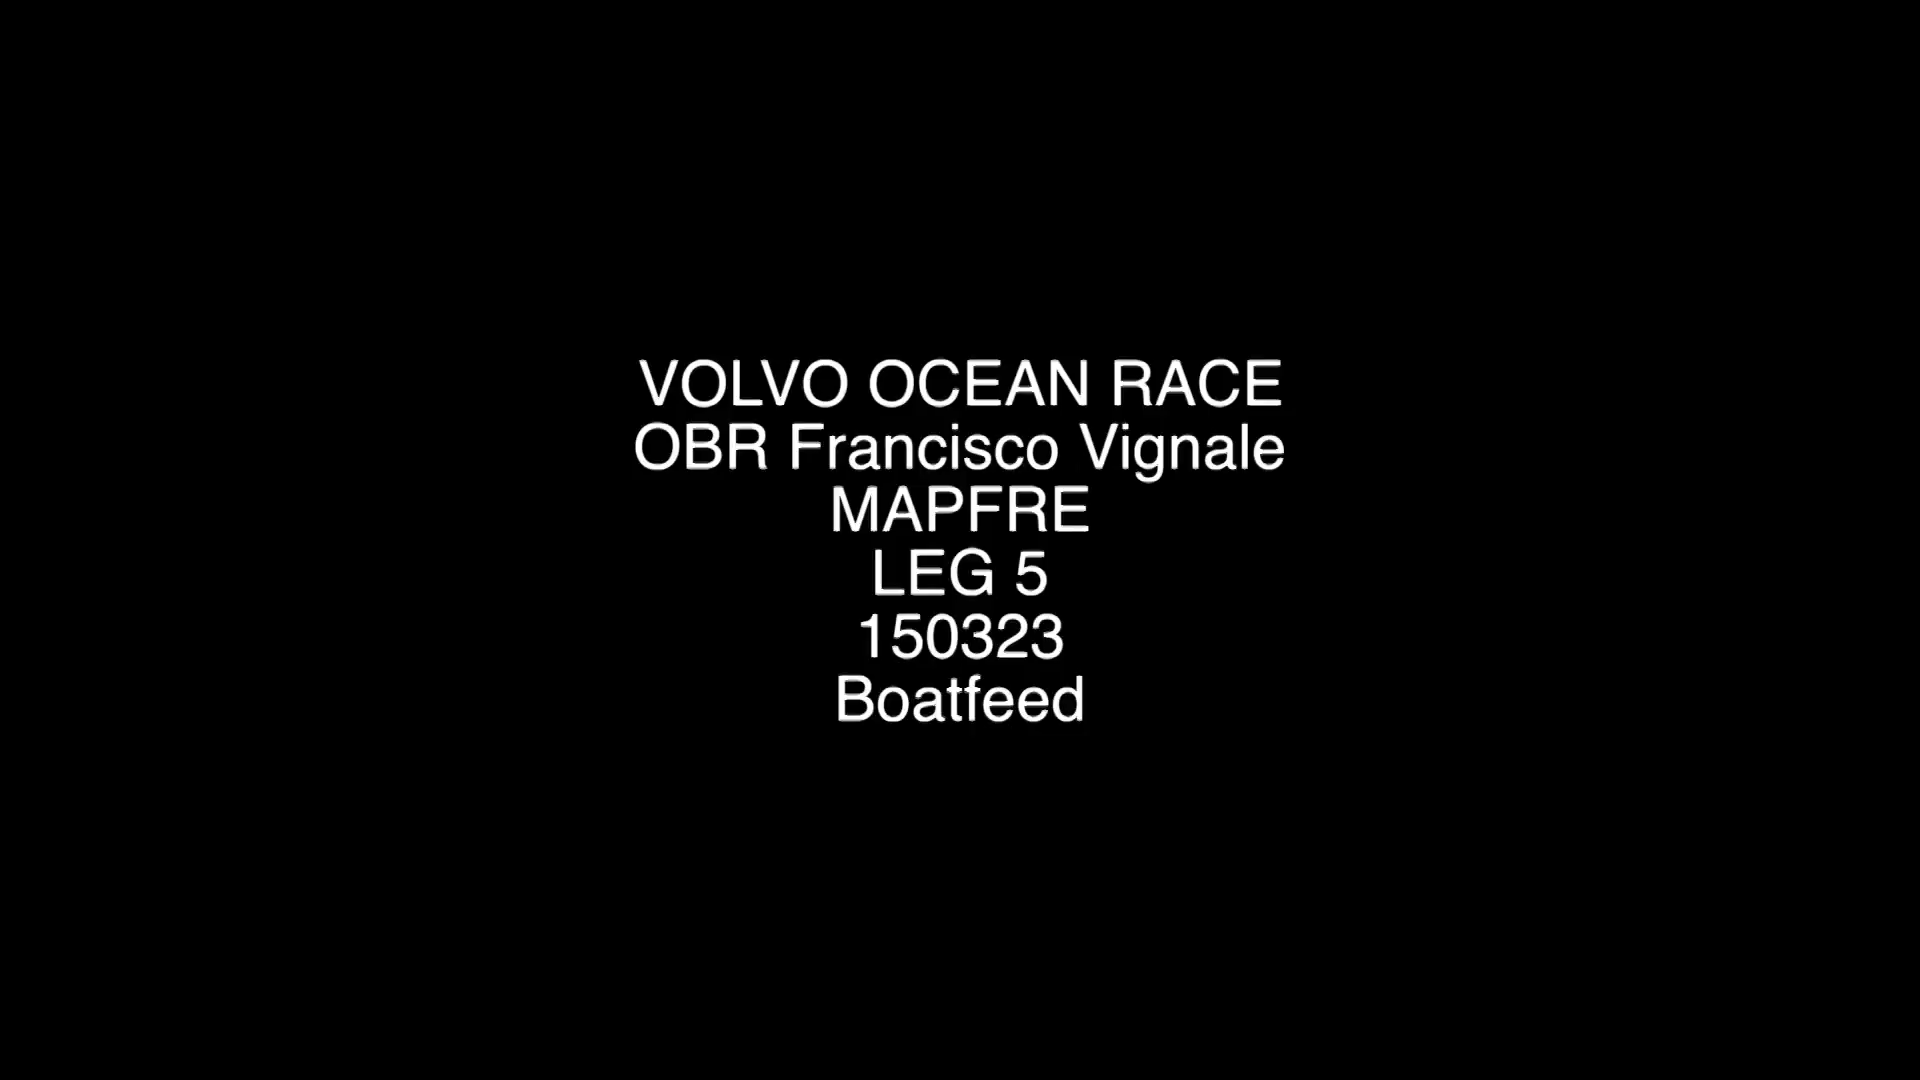 VOLVO OCEAN RACE
OBR Francisco Vignale
MAPFRE
LEG 5
150323
Boatfeed